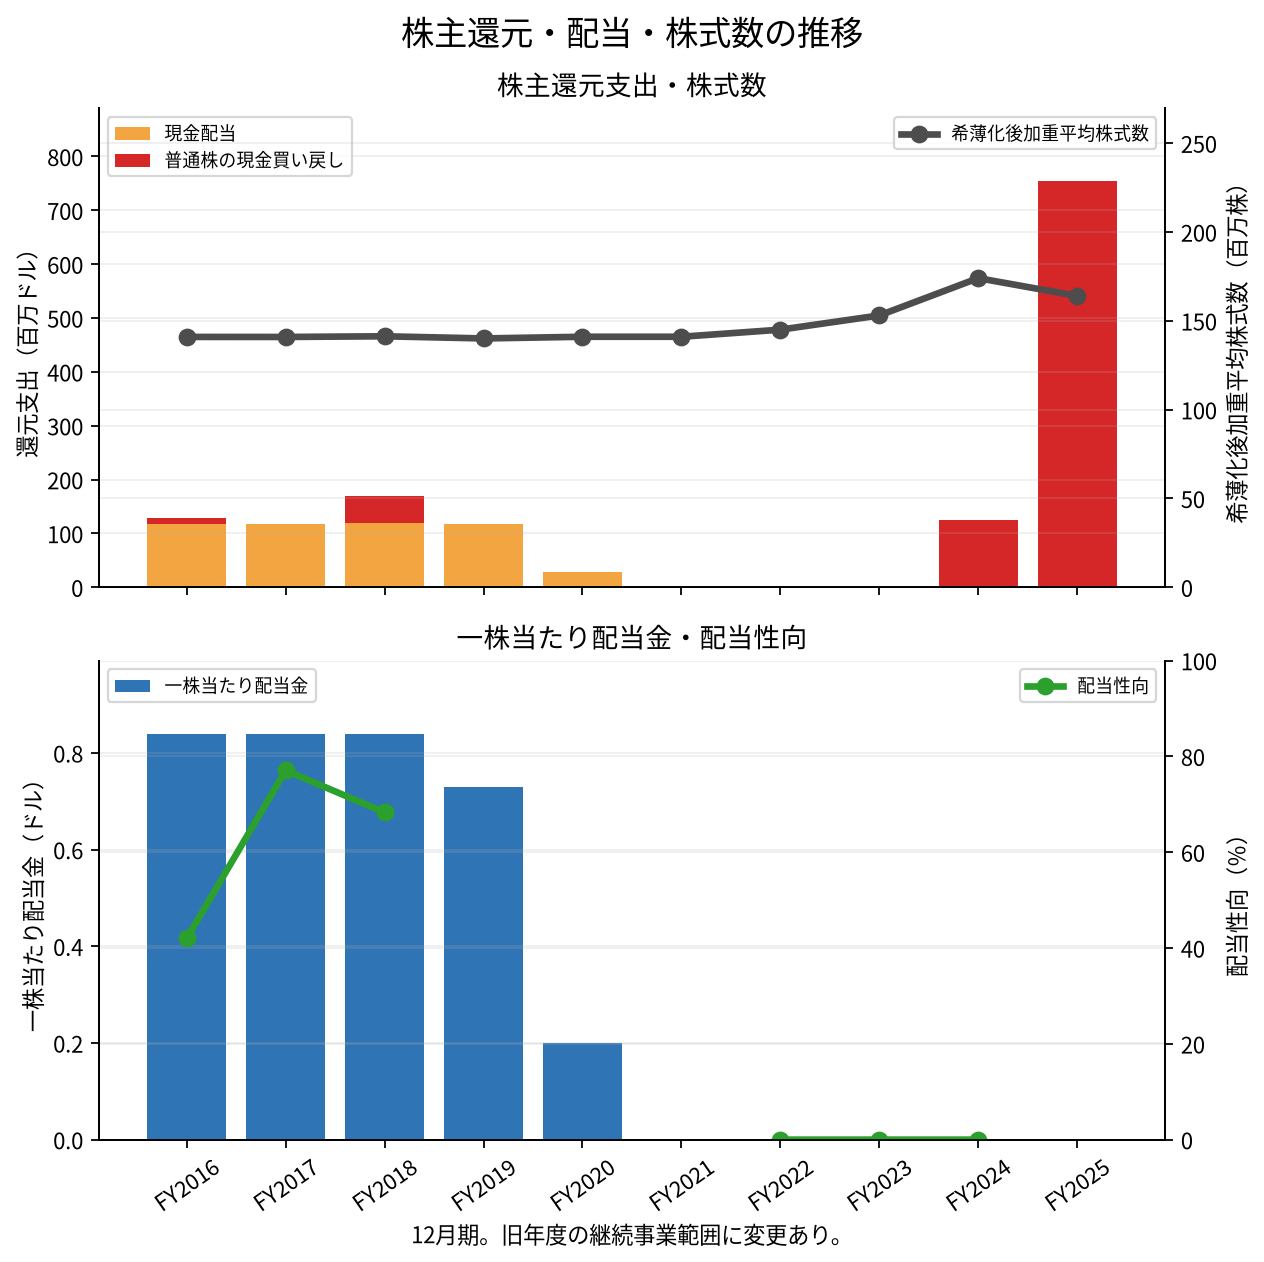 株主還元・配当・株式数の推移
株主還元支出・株式数
現金配当
普通株の現金買い戻し
希薄化後加重平均株式数
還元支出（百万ドル）
800
700
600
500
400
300
200
100
0
250
200
150
100
50
0
希薄化後加重平均株式数（百万株）
一株当たり配当金・配当性向
一株当たり配当金
配当性向
一株当たり配当金（ドル）
0.8
0.6
0.4
0.2
0.0
100
80
60
40
20
0
配当性向（%）
FY2016
FY2017
FY2018
FY2019
FY2020
FY2021
FY2022
FY2023
FY2024
FY2025
12月期。旧年度の継続事業範囲に変更あり。